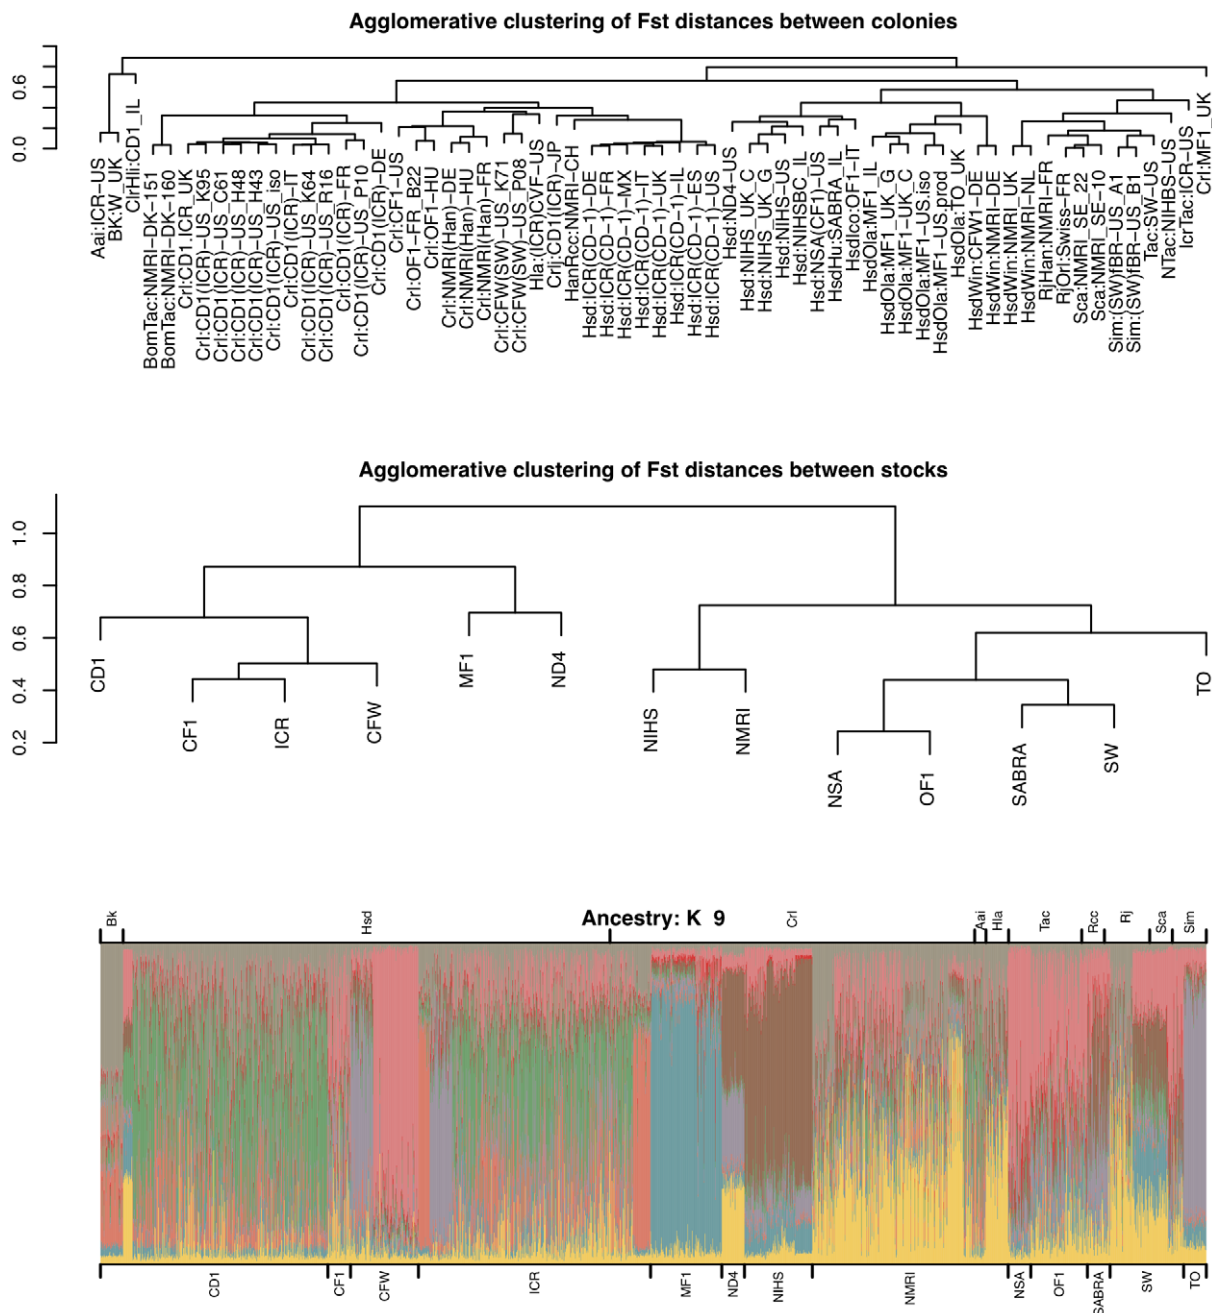 Agglomerative clustering of Fst distances between colonies
0.6
0.0
Aai:ICR−US
BK:W_UK
ClrHli:CD1_IL
BomTac:NMRI−DK−151
BomTac:NMRI−DK−160
Crl:CD1.ICR_UK
Crl:CD1(ICR)−US_K95
Crl:CD1(ICR)−US_C61
Crl:CD1(ICR)−US_H48
Crl:CD1(ICR)−US_H43
Crl:CD1(ICR)−US_iso
Crl:CD1(ICR)−IT
Crl:CD1(ICR)−US_K64
Crl:CD1(ICR)−US_R16
Crl:CD1(ICR)−FR
Crl:CD1(ICR)−US_P10
Crl:CD1(ICR)−DE
Crl:CF1−US
Crl:OF1−FR_B22
Crl:OF1−HU
Crl:NMRI(Han)−DE
Crl:NMRI(Han)−HU
Crl:NMRI(Han)−FR
Crl:CFW(SW)−US_K71
Crl:CFW(SW)−US_P08
Hla:(ICR)CVF−US
Crlj:CD1(ICR)−JP
HanRcc:NMRI−CH
Hsd:ICR(CD−1)−DE
Hsd:ICR(CD−1)−FR
Hsd:ICR(CD−1)−MX
Hsd:ICR(CD−1)−IT
Hsd:ICR(CD−1)−UK
Hsd:ICR(CD−1)−IL
Hsd:ICR(CD−1)−ES
Hsd:ICR(CD−1)−US
Hsd:ND4−US
Hsd:NIHS_UK_C
Hsd:NIHS_UK_G
Hsd:NIHS−US
Hsd:NIHSBC_IL
Hsd:NSA(CF1)−US
HsdHu:SABRA_IL
HsdIco:OF1−IT
HsdOla:MF1_IL
HsdOla:MF1−UK_G
HsdOla:MF1−UK_C
HsdOla:MF1−US.iso
HsdOla:MF1−US.prod
HsdOla:TO_UK
HsdWin:CFW1−DE
HsdWin:NMRI−DE
HsdWin:NMRI_UK
HsdWin:NMRI−NL
RjHan:NMRI−FR
RjOrl:Swiss−FR
Sca:NMRI_SE_22
Sca:NMRI_SE−10
Sim:(SW)fBR−US_A1
Sim:(SW)fBR−US_B1
Tac:SW−US
NTac:NIHBS−US
IcrTac:ICR−US
Crl:MF1_UK
Agglomerative clustering of Fst distances between stocks
1.0
0.8
0.6
0.4
0.2
CD1
CF1
ICR
CFW
MF1
ND4
NIHS
NMRI
NSA
OF1
SABRA
SW
TO
Ancestry: K 9
Bk
Hsd
Crl
Aai
Hla
Tac
Rcc
Rj
Sca
Sim
CD1
CF1
CFW
ICR
MF1
ND4
NIHS
NMRI
NSA
OF1
SABRA
SW
TO